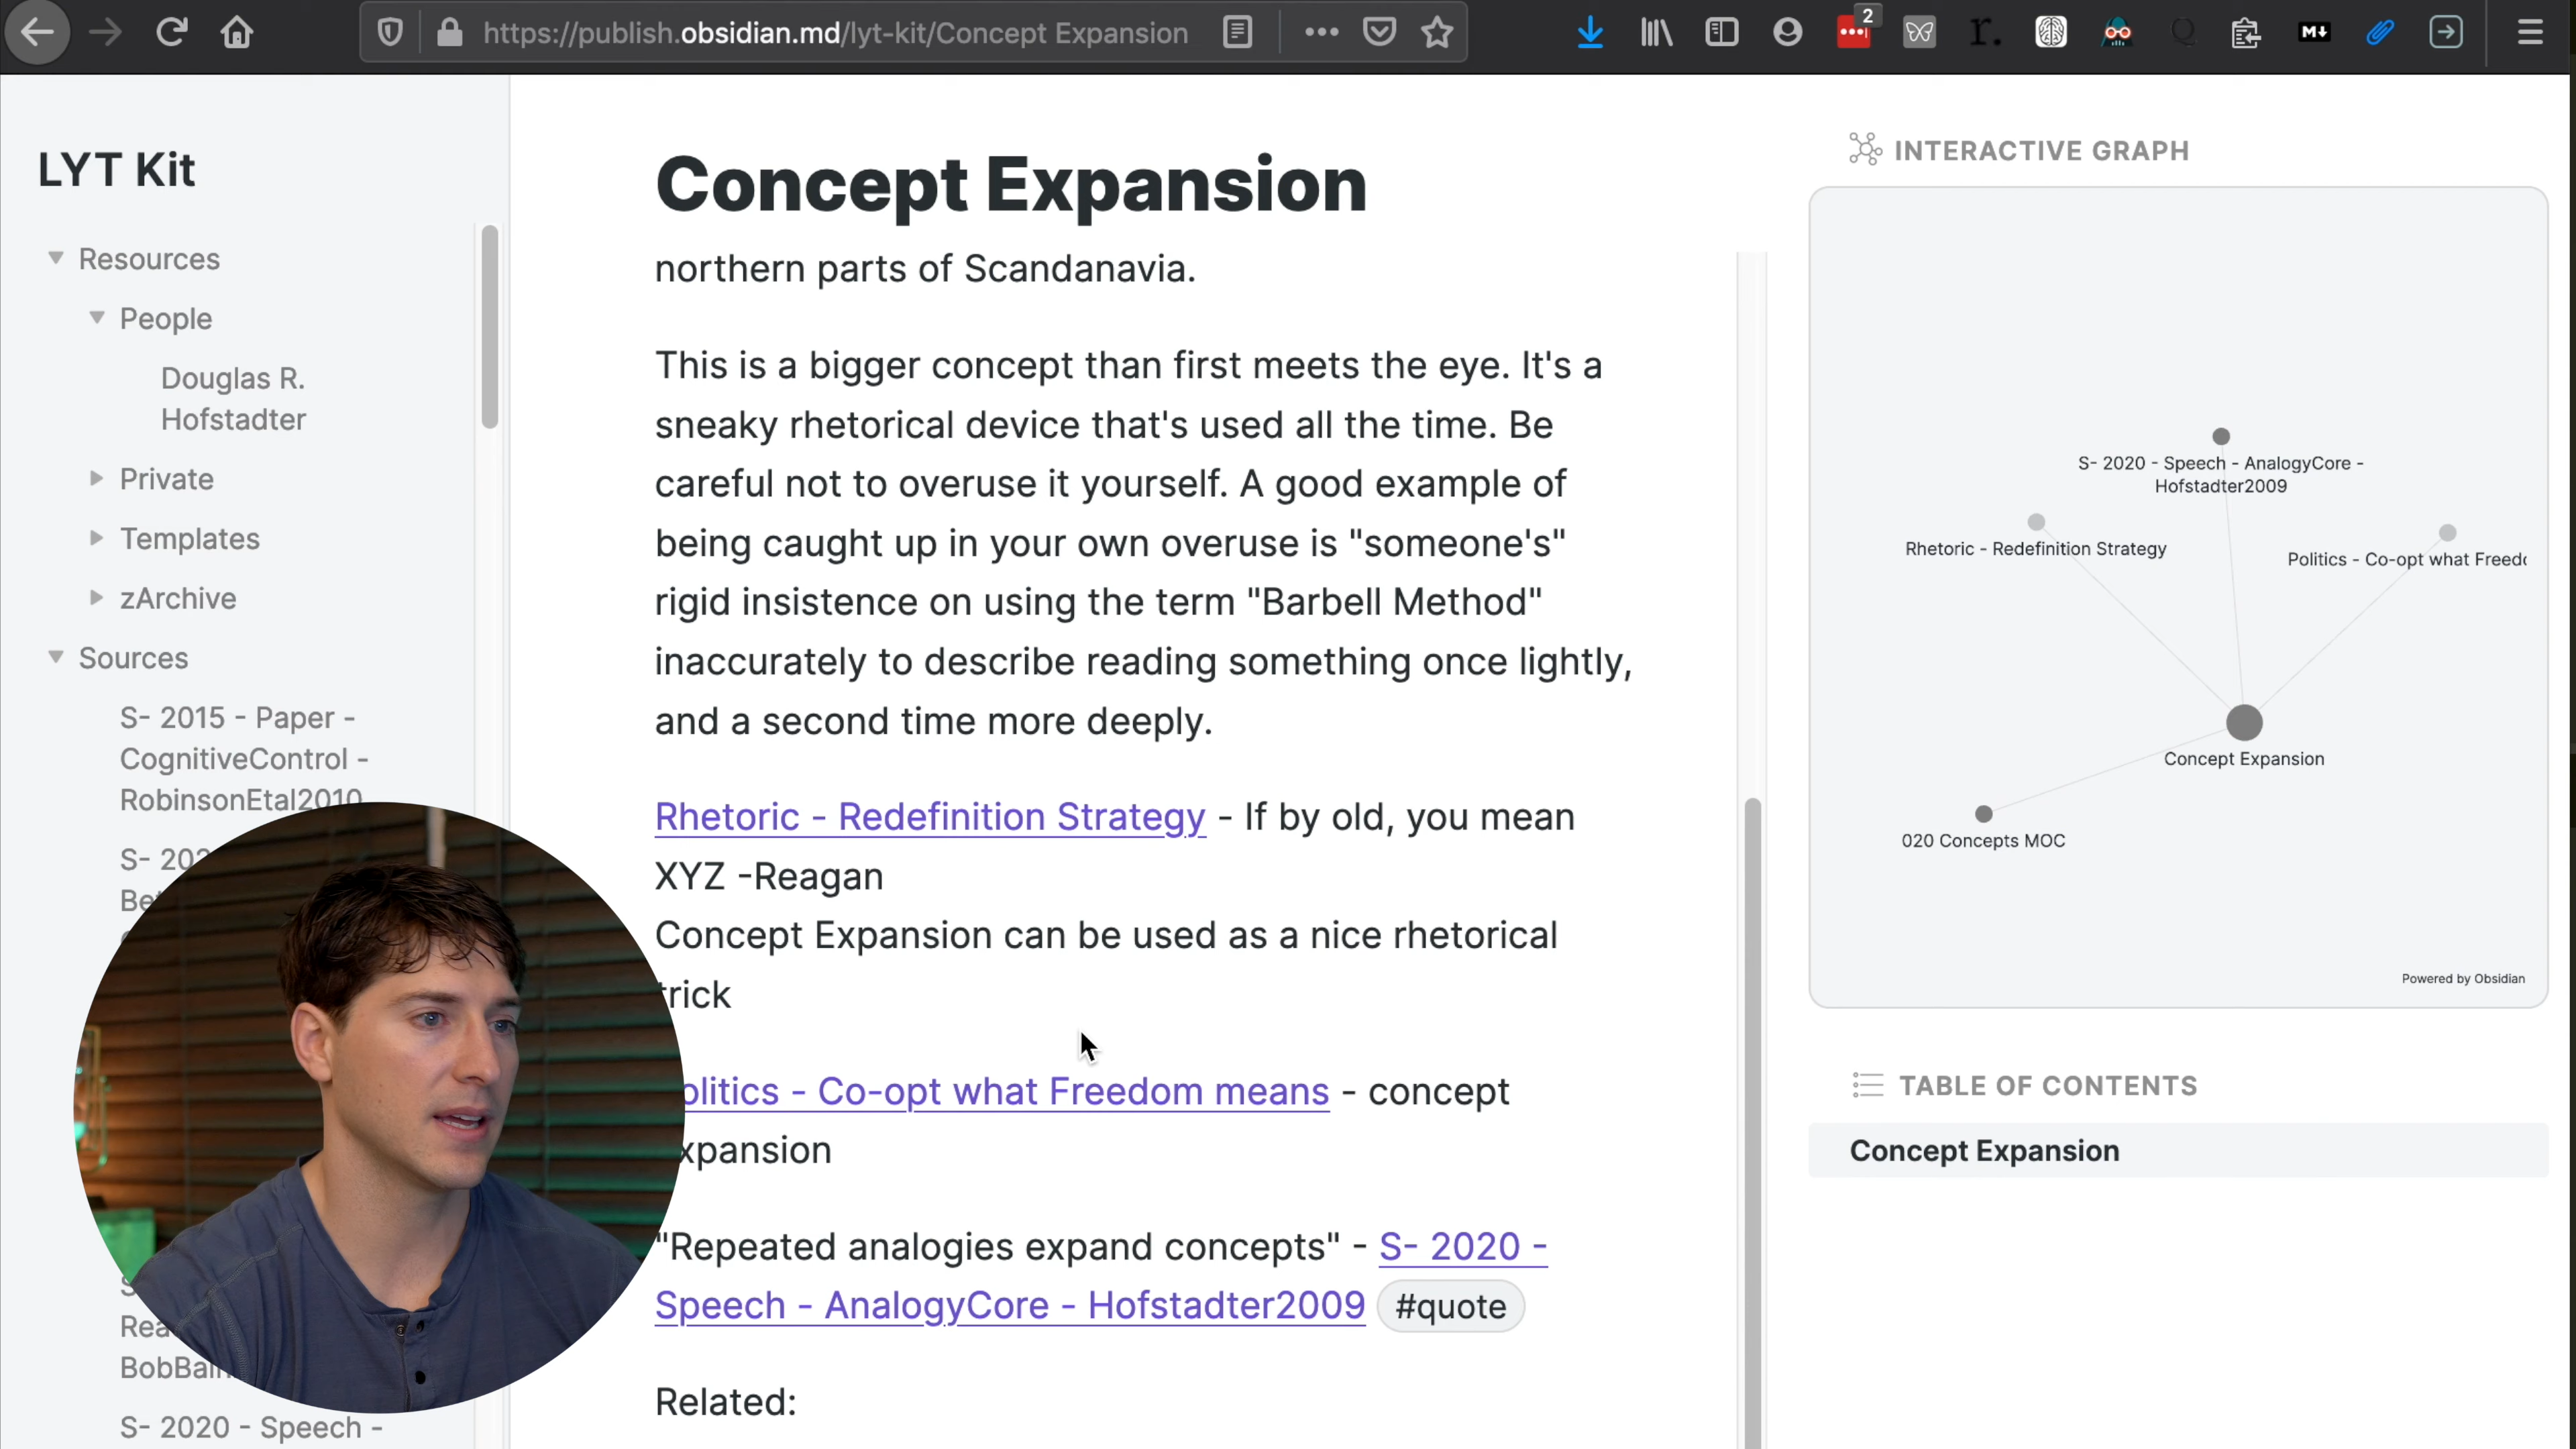 https://publish.obsidian.md/lyt-kit/Concept Expansion
2
r.
M↓
LYT Kit
Resources
People
Douglas R.
Hofstadter
Private
Templates
zArchive
Sources
S- 2015 - Paper -
CognitiveControl -
RobinsonEtal2010
S- 2020 - Speech -
Concept Expansion
northern parts of Scandanavia.
This is a bigger concept than first meets the eye. It's a
sneaky rhetorical device that's used all the time. Be
careful not to overuse it yourself. A good example of
being caught up in your own overuse is "someone's"
rigid insistence on using the term "Barbell Method"
inaccurately to describe reading something once lightly,
and a second time more deeply.
Rhetoric - Redefinition Strategy - If by old, you mean
XYZ -Reagan
Concept Expansion can be used as a nice rhetorical
trick
olitics - Co-opt what Freedom means - concept
xpansion
"Repeated analogies expand concepts" - S- 2020 -
Speech - AnalogyCore - Hofstadter2009 #quote
Related:
INTERACTIVE GRAPH
S- 2020 - Speech - AnalogyCore -
Hofstadter2009
Rhetoric - Redefinition Strategy
Politics - Co-opt what Freed
Concept Expansion
020 Concepts MOC
Powered by Obsidian
TABLE OF CONTENTS
Concept Expansion